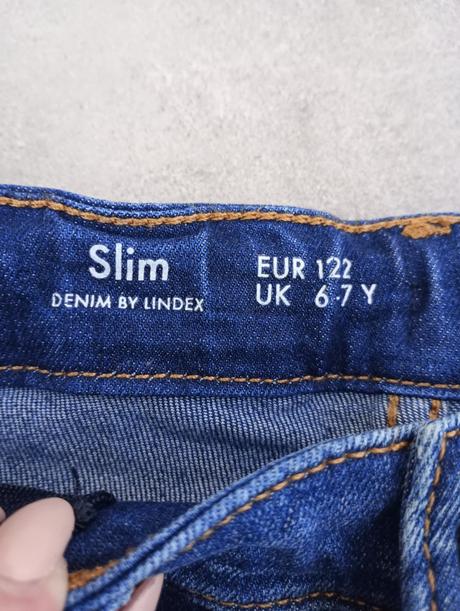 Slim
DENIM BY LINDEX
EUR 122
UK 6-7 Y